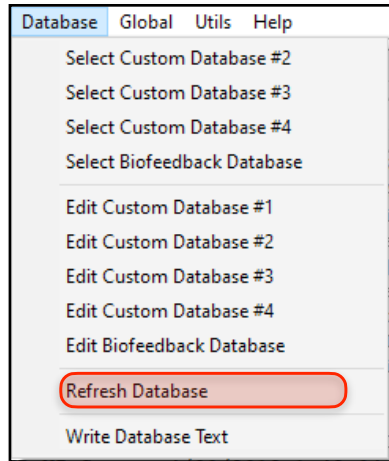 Database Global Utils Help
Select Custom Database #2
Select Custom Database #3
Select Custom Database #4
Select Biofeedback Database
Edit Custom Database #1
Edit Custom Database #2
Edit Custom Database #3
Edit Custom Database #4
Edit Biofeedback Database
Refresh Database
Write Database Text